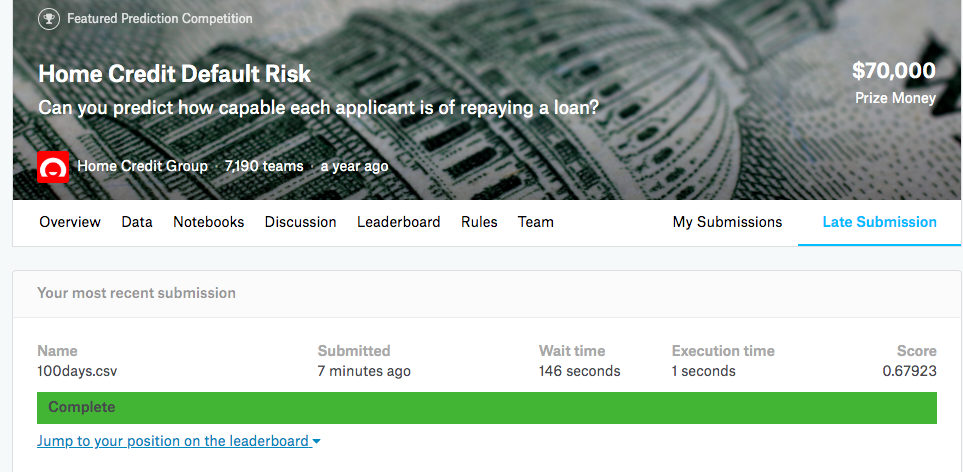 Featured Prediction Competition
Home Credit Default Risk
$70,000
Can you predict how capable each applicant is of repaying a loan?
Prize Money
Home Credit Group · 7,190 teams · a year ago
Overview Data Notebooks Discussion Leaderboard Rules Team My Submissions Late Submission
Your most recent submission
Name Submitted Wait time Execution time Score
100days.csv 7 minutes ago 146 seconds 1 seconds 0.67923
Complete
Jump to your position on the leaderboard